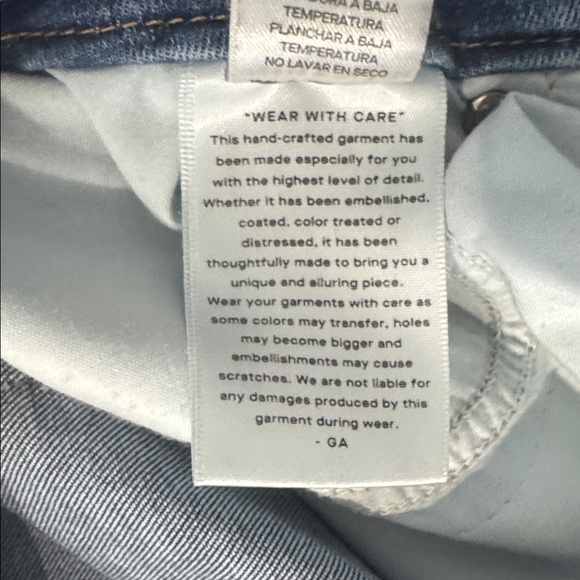 A BAJA
TEMPERATURA
PLANCHAR A BAJA
TEMPERATURA
NO LAVAR EN SECO
"WEAR WITH CARE"
This hand-crafted garment has
been made especially for you
with the highest level of detail.
Whether it has been embellished,
coated, color treated or
distressed, it has been
thoughtfully made to bring you a
unique and alluring piece.
Wear your garments with care as
some colors may transfer, holes
may become bigger and
embellishments may cause
scratches. We are not liable for
any damages produced by this
garment during wear.
- GA